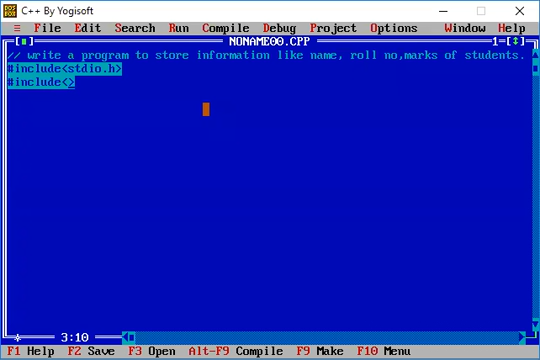 DOS BOX C++ By Yogisoft
≡ File Edit Search Run Compile Debug Project Options Window Help
NONAME00.CPP 1=[↕]
// write a program to store information like name, roll no,marks of students.
#include<stdio.h>
#include<>
3:10
F1 Help F2 Save F3 Open Alt-F9 Compile F9 Make F10 Menu